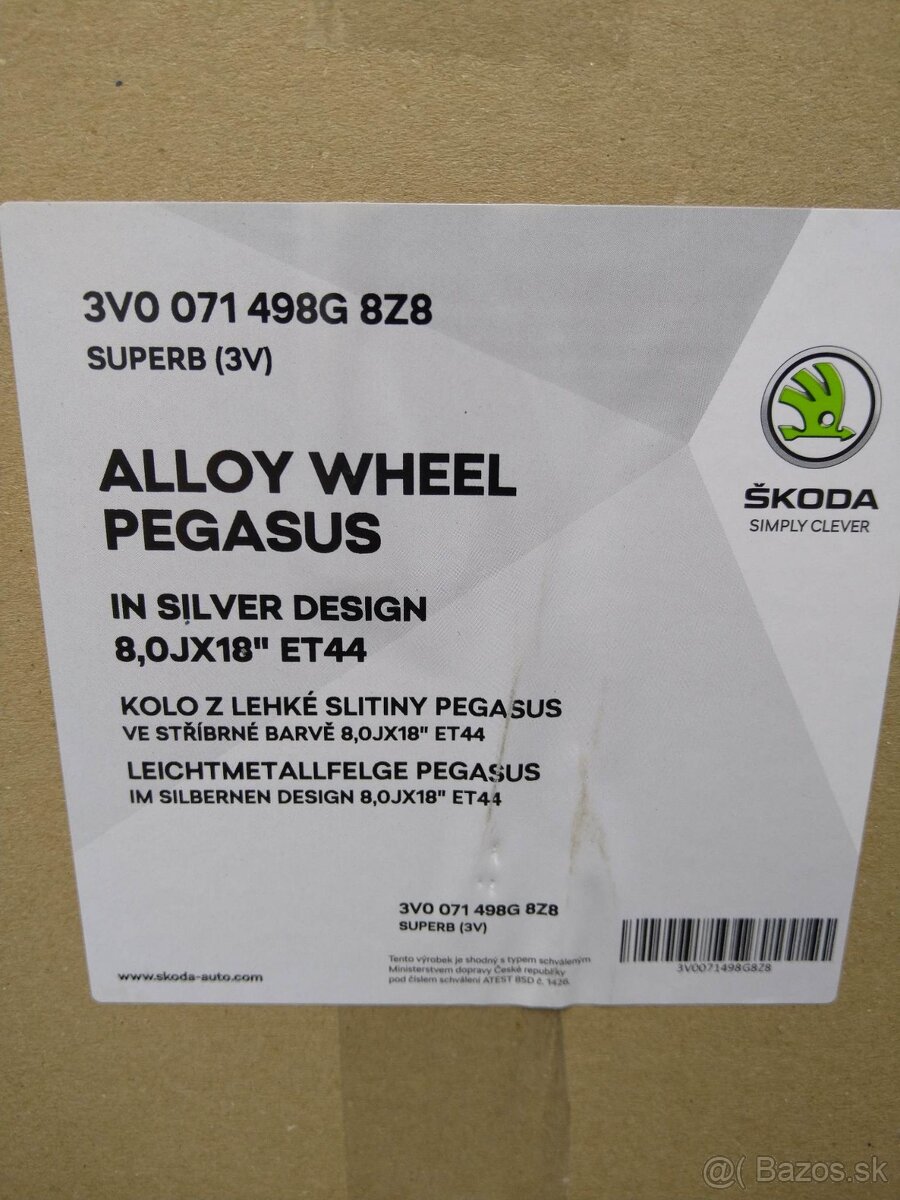 3V0 071 498G 8Z8
SUPERB (3V)
ŠKODA
SIMPLY CLEVER
ALLOY WHEEL
PEGASUS
IN SILVER DESIGN
8,0JX18" ET44
KOLO Z LEHKÉ SLITINY PEGASUS
VE STŘÍBRNÉ BARVĚ 8,0JX18" ET44
LEICHTMETALLFELGE PEGASUS
IM SILBERNEN DESIGN 8,0JX18" ET44
3V0 071 498G 8Z8
SUPERB (3V)
www.skoda-auto.com
Tento výrobek je shodný s typem schváleným
Ministerstvem dopravy České republiky
pod číslem schválení ATEST 8SD č. 1426.
3V0071498G8Z8
@( Bazos.sk